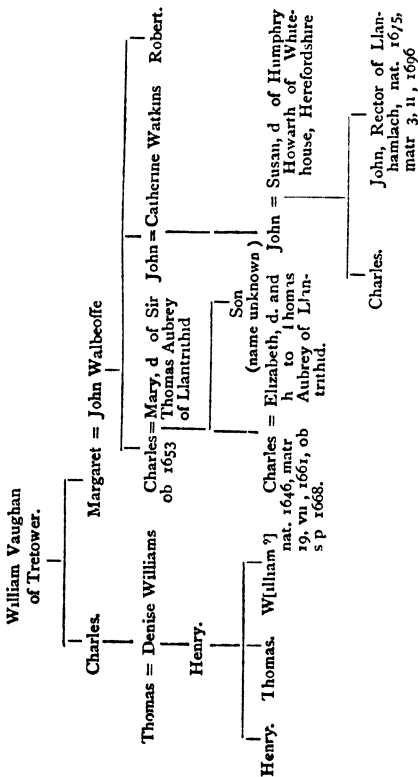 William Vaughan
of Tretower.
Charles.
Margaret = John Walbeoffe
Thomas = Denise Williams
Charles = Mary, d of Sir
Thomas Aubrey
of Llantrithid
ob 1653
John = Catherine Watkins
Robert.
Henry.
Son
(name unknown)
Henry.
Thomas.
W[illiam ?]
Charles = Elizabeth, d. and
nat. 1646, matr
19, vii, 1661, ob
s p 1668.
h to Thomas
Aubrey of Llan-
trithid.
John = Susan, d of Humphry
Howarth of White-
house, Herefordshire
Charles.
John, Rector of Llan-
hamlach, nat. 1675,
matr 3, 11, 1696